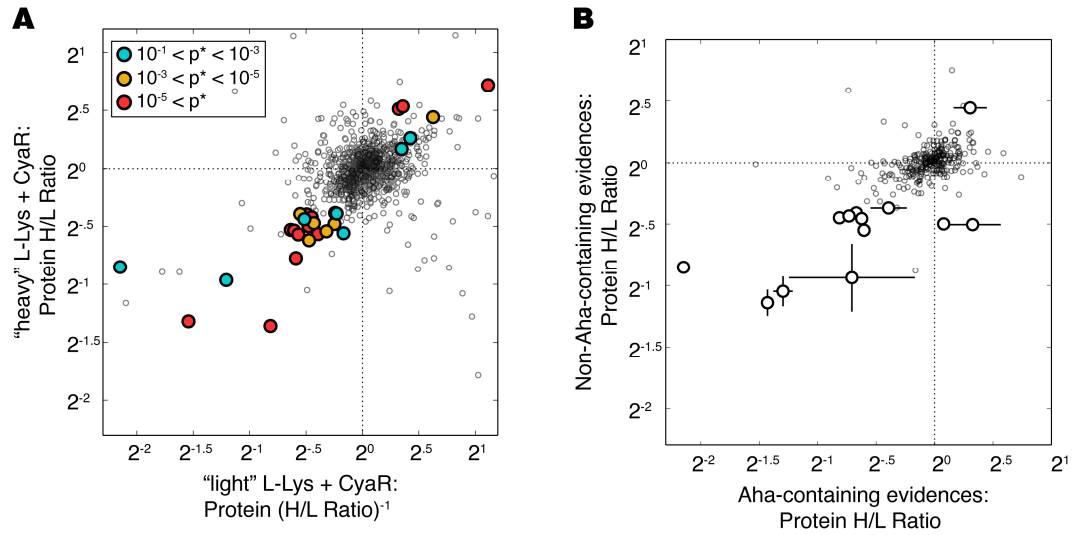 A
10-1 < p* < 10-3
10-3 < p* < 10-5
10-5 < p*
21
2.5
20
2-.5
2-1
2-1.5
2-2
“heavy” L-Lys + CyaR:
Protein H/L Ratio
2-2
2-1.5
2-1
2-.5
20
2.5
21
“light” L-Lys + CyaR:
Protein (H/L Ratio)-1
B
21
2.5
20
2-.5
2-1
2-1.5
2-2
Non-Aha-containing evidences:
Protein H/L Ratio
2-2
2-1.5
2-1
2-.5
20
2.5
21
Aha-containing evidences:
Protein H/L Ratio